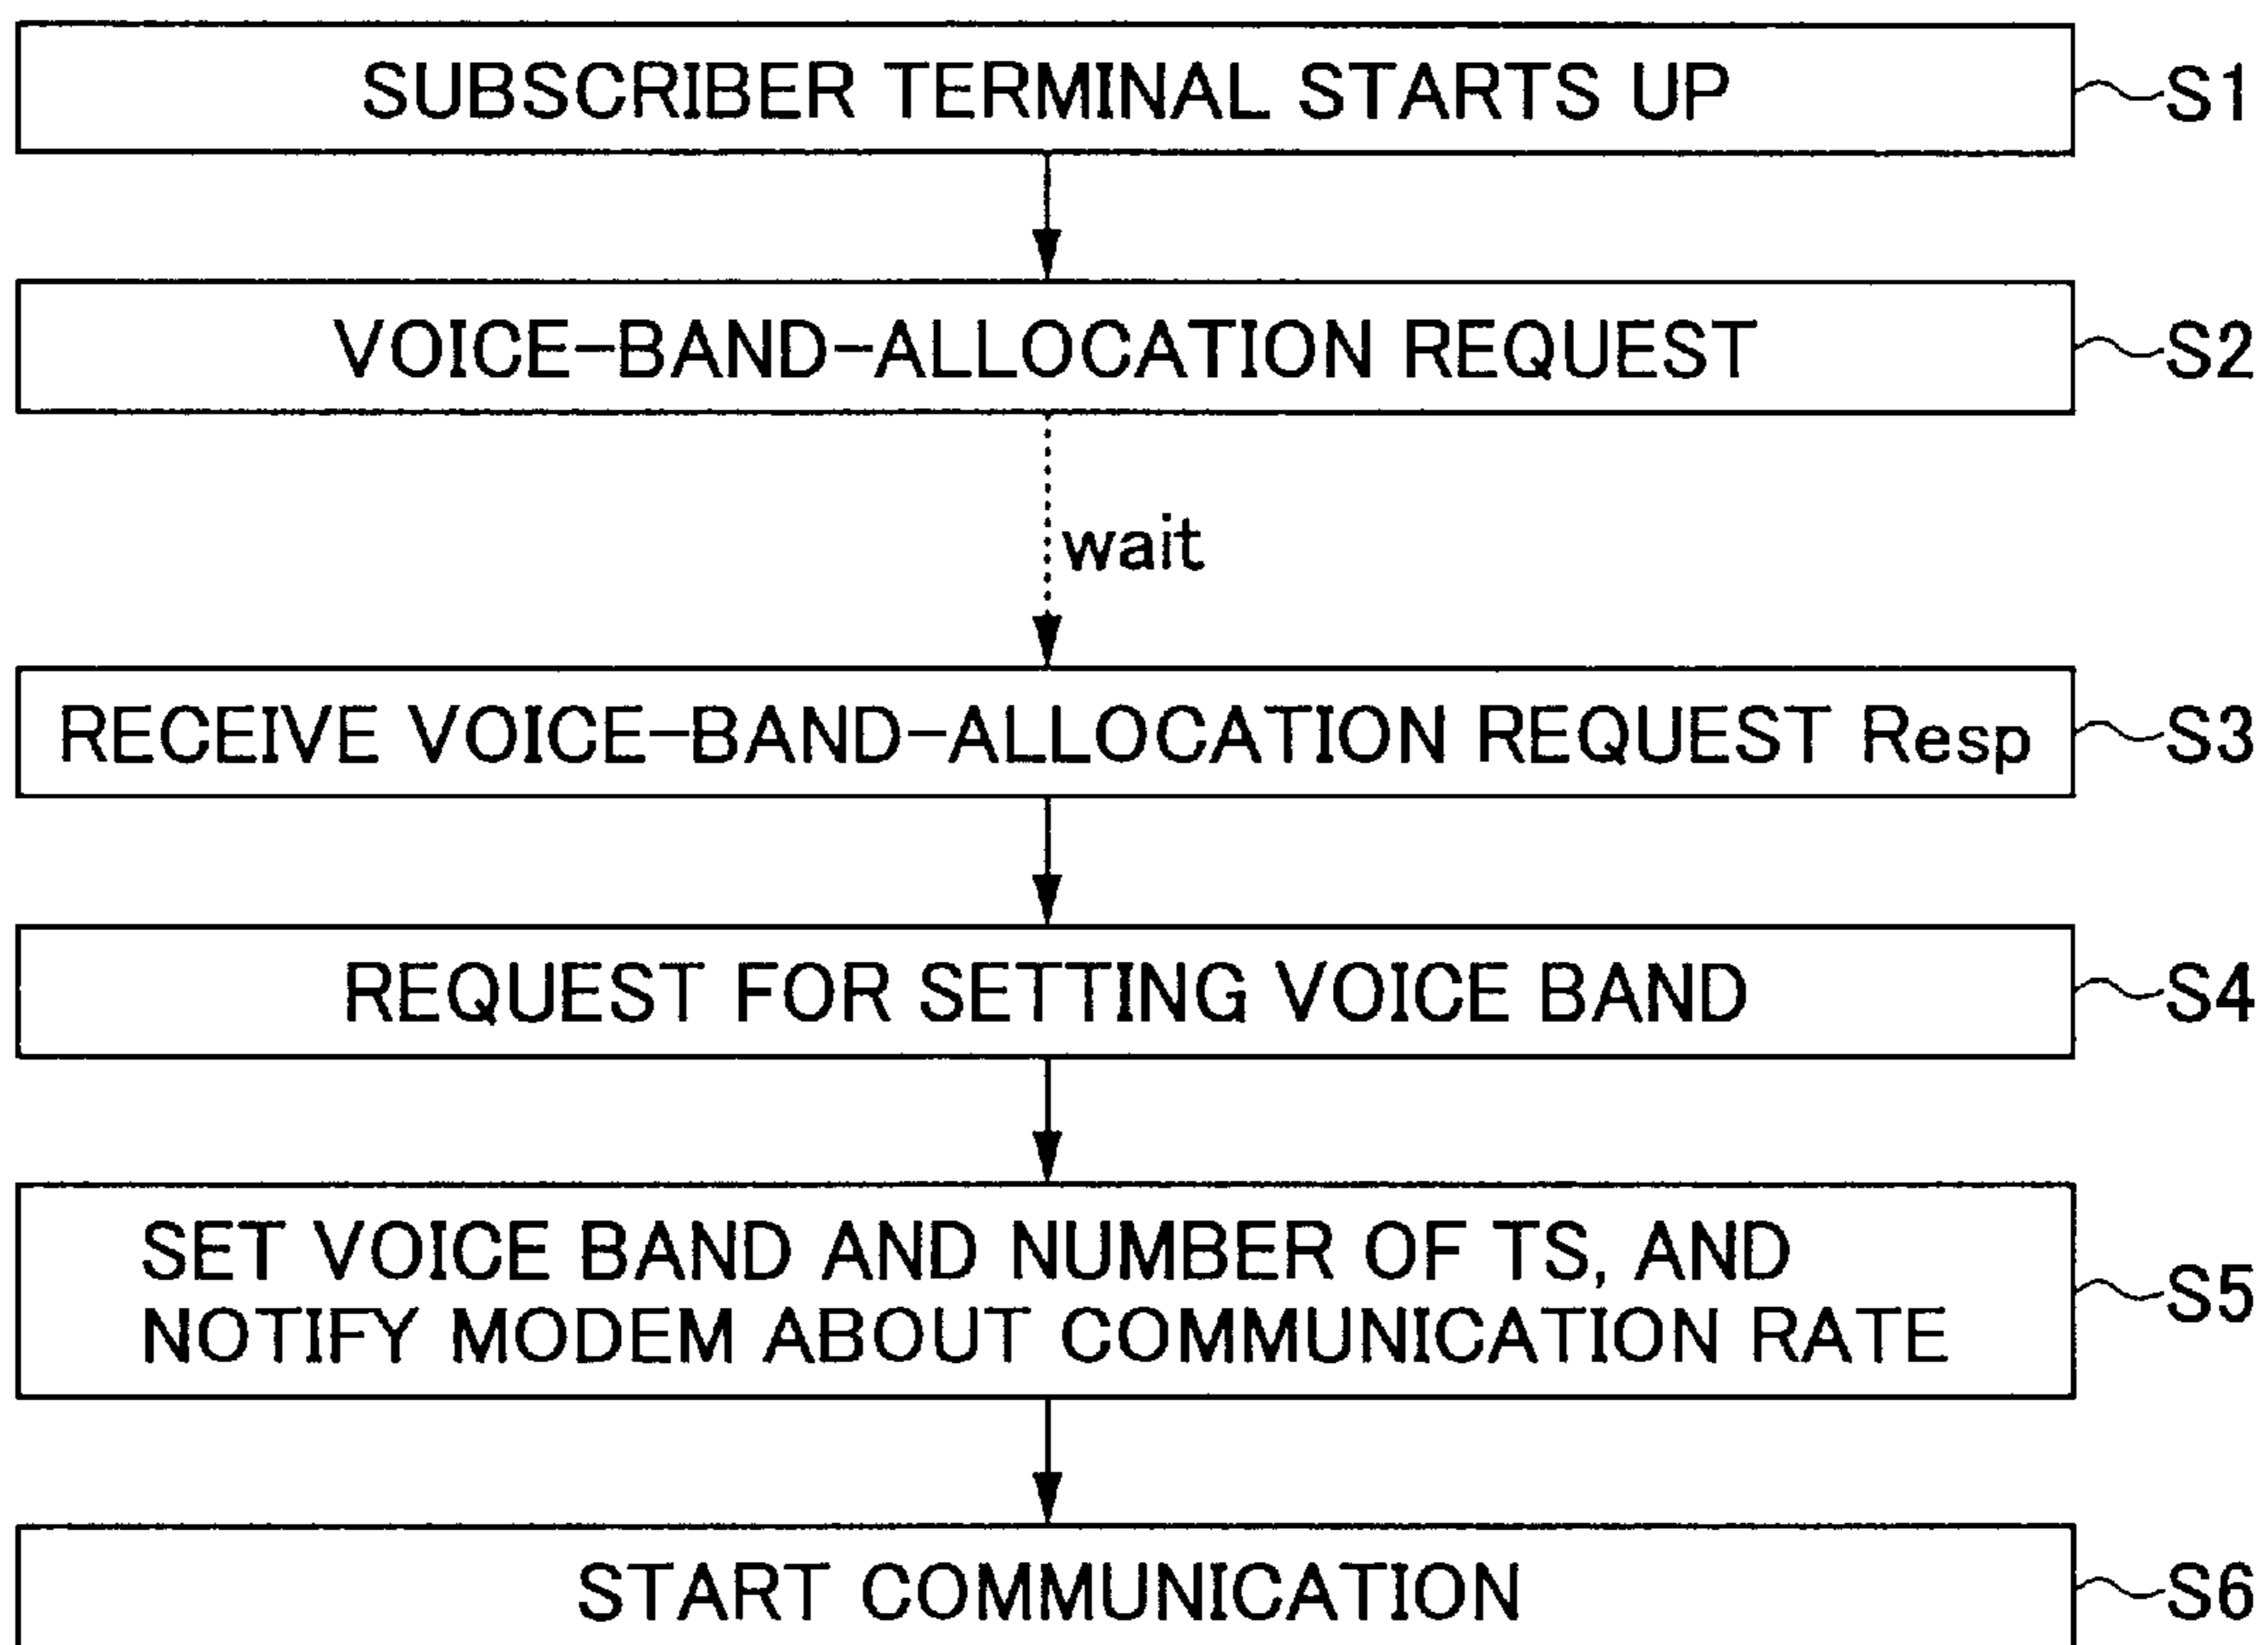 SUBSCRIBER TERMINAL STARTS UP S1
VOICE-BAND-ALLOCATION REQUEST S2
wait
RECEIVE VOICE-BAND-ALLOCATION REQUEST Resp S3
REQUEST FOR SETTING VOICE BAND S4
SET VOICE BAND AND NUMBER OF TS, AND
NOTIFY MODEM ABOUT COMMUNICATION RATE S5
START COMMUNICATION S6